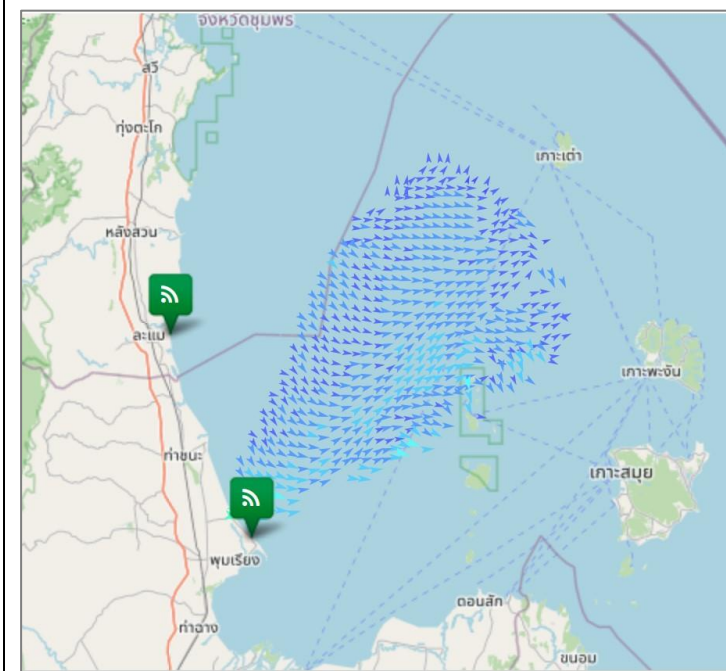 จังหวัดชุมพร
สวี
ทุ่งตะโก
เกาะเต่า
หลังสวน
ละแม
เกาะพะงัน
ท่าชนะ
เกาะสมุย
พุมเรียง
ดอนสัก
ท่าฉาง
ขนอม